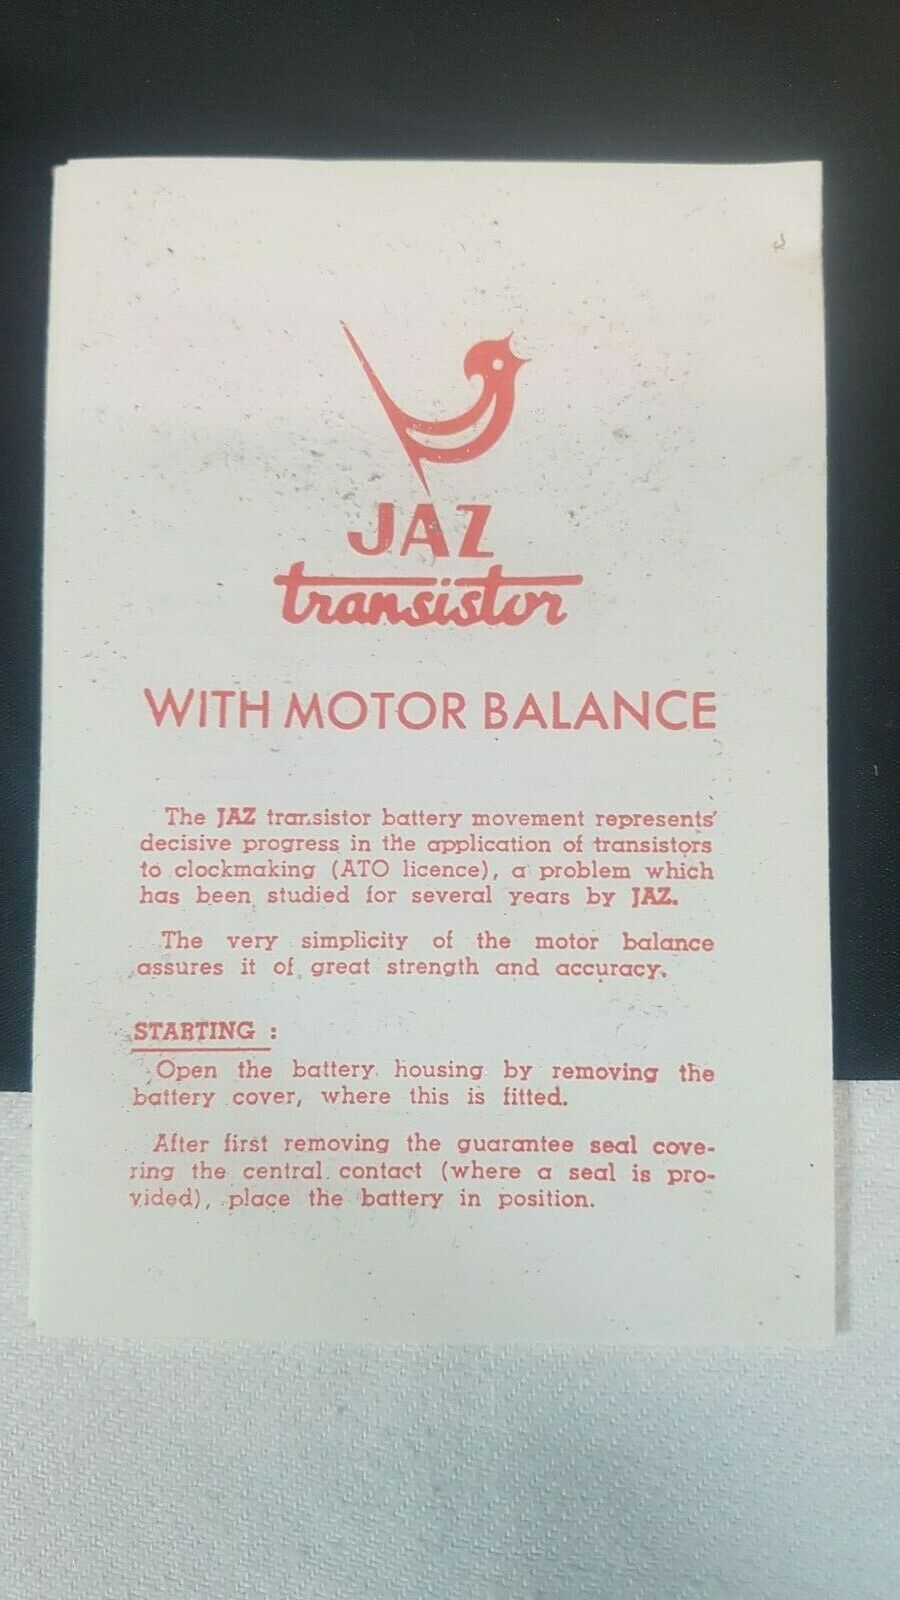 JAZ
transistor
WITH MOTOR BALANCE
The JAZ transistor battery movement represents
decisive progress in the application of transistors
to clockmaking (ATO licence), a problem which
has been studied for several years by JAZ.
The very simplicity of the motor balance
assures it of great strength and accuracy.
STARTING :
Open the battery housing by removing the
battery cover, where this is fitted.
After first removing the guarantee seal cove-
ring the central contact (where a seal is pro-
vided), place the battery in position.